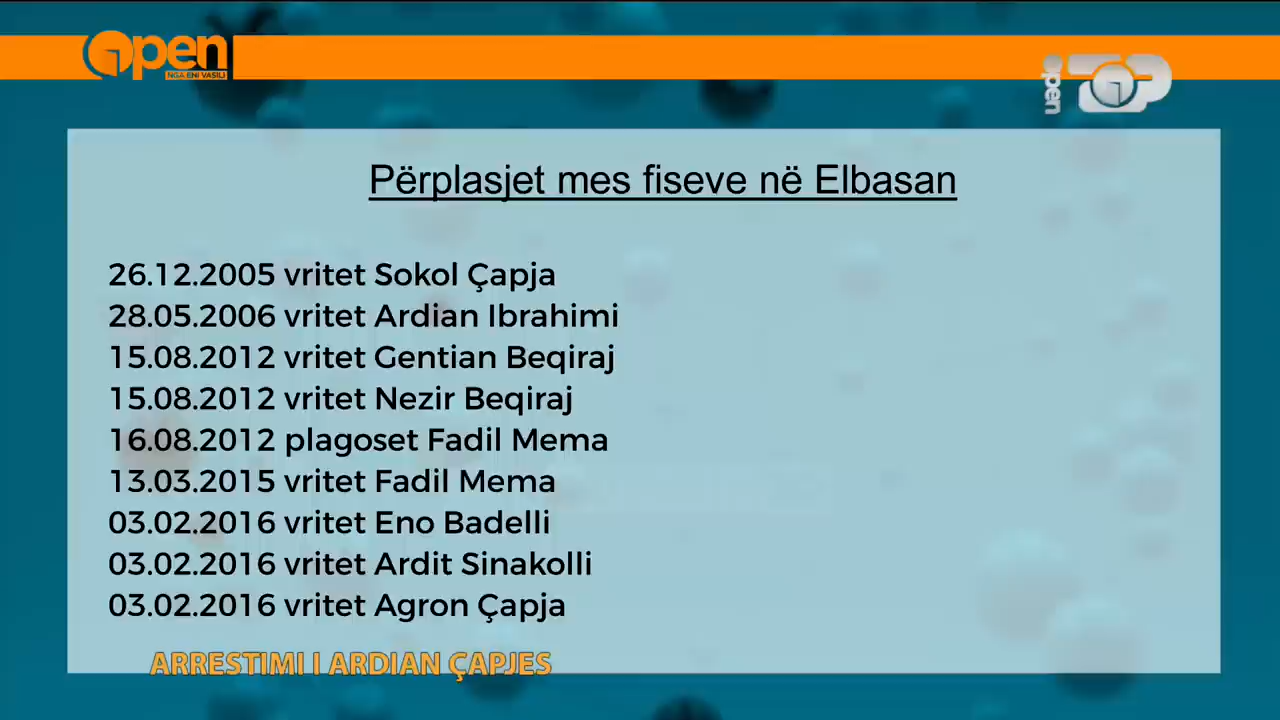 Open
NGA ENI VASILI
open
TOP
Përplasjet mes fiseve në Elbasan
26.12.2005 vritet Sokol Çapja
28.05.2006 vritet Ardian Ibrahimi
15.08.2012 vritet Gentian Beqiraj
15.08.2012 vritet Nezir Beqiraj
16.08.2012 plagoset Fadil Mema
13.03.2015 vritet Fadil Mema
03.02.2016 vritet Eno Badelli
03.02.2016 vritet Ardit Sinakolli
03.02.2016 vritet Agron Çapja
ARRESTIMI I ARDIAN ÇAPJES